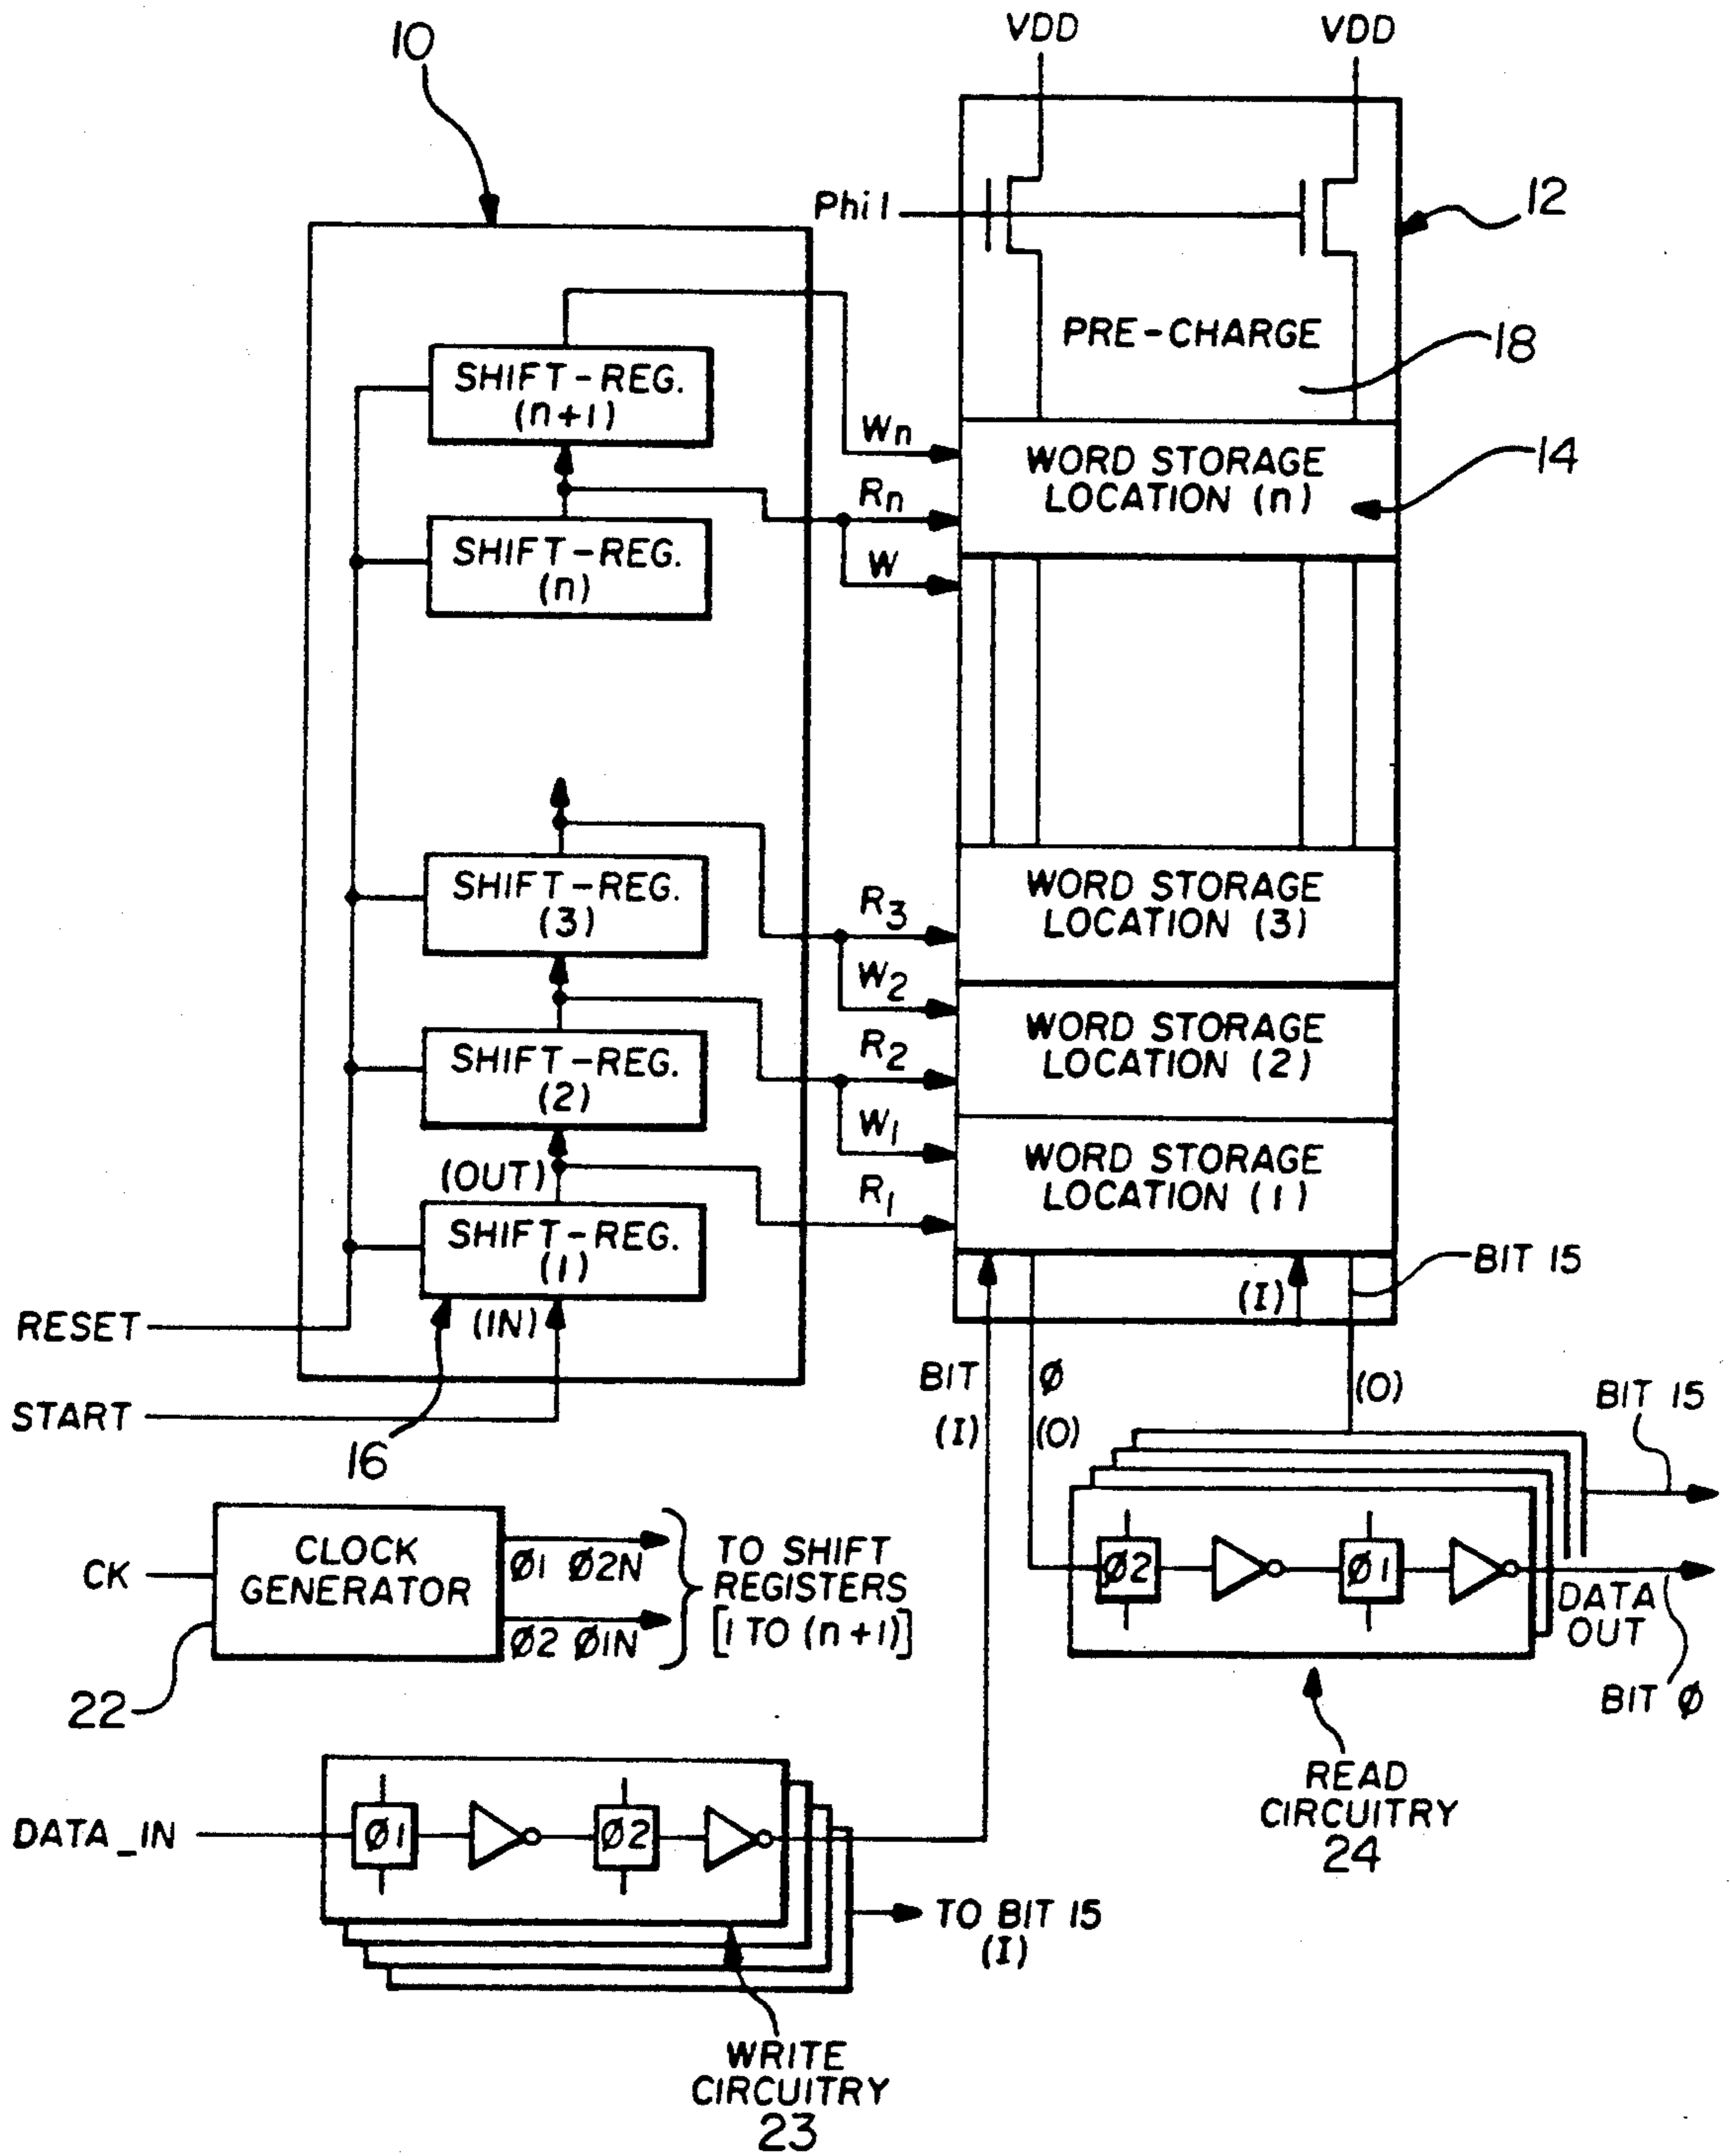 10
VDD
VDD
Phi1
12
PRE-CHARGE
18
SHIFT-REG.
(n+1)
Wn
WORD STORAGE
LOCATION (n)
14
Rn
SHIFT-REG.
(n)
W
SHIFT-REG.
(3)
R3
WORD STORAGE
LOCATION (3)
W2
SHIFT-REG.
(2)
R2
WORD STORAGE
LOCATION (2)
W1
(OUT)
R1
WORD STORAGE
LOCATION (1)
SHIFT-REG.
(1)
BIT 15
(I)
RESET
(IN)
START
16
BIT
(I)
Ø
(O)
(O)
BIT 15
CK
CLOCK
GENERATOR
Ø1 Ø2N
Ø2 Ø1N
TO SHIFT
REGISTERS
[1 TO (n+1)]
22
Ø2
Ø1
DATA
OUT
BIT Ø
READ
CIRCUITRY
24
DATA_IN
Ø1
Ø2
TO BIT 15
(I)
WRITE
CIRCUITRY
23